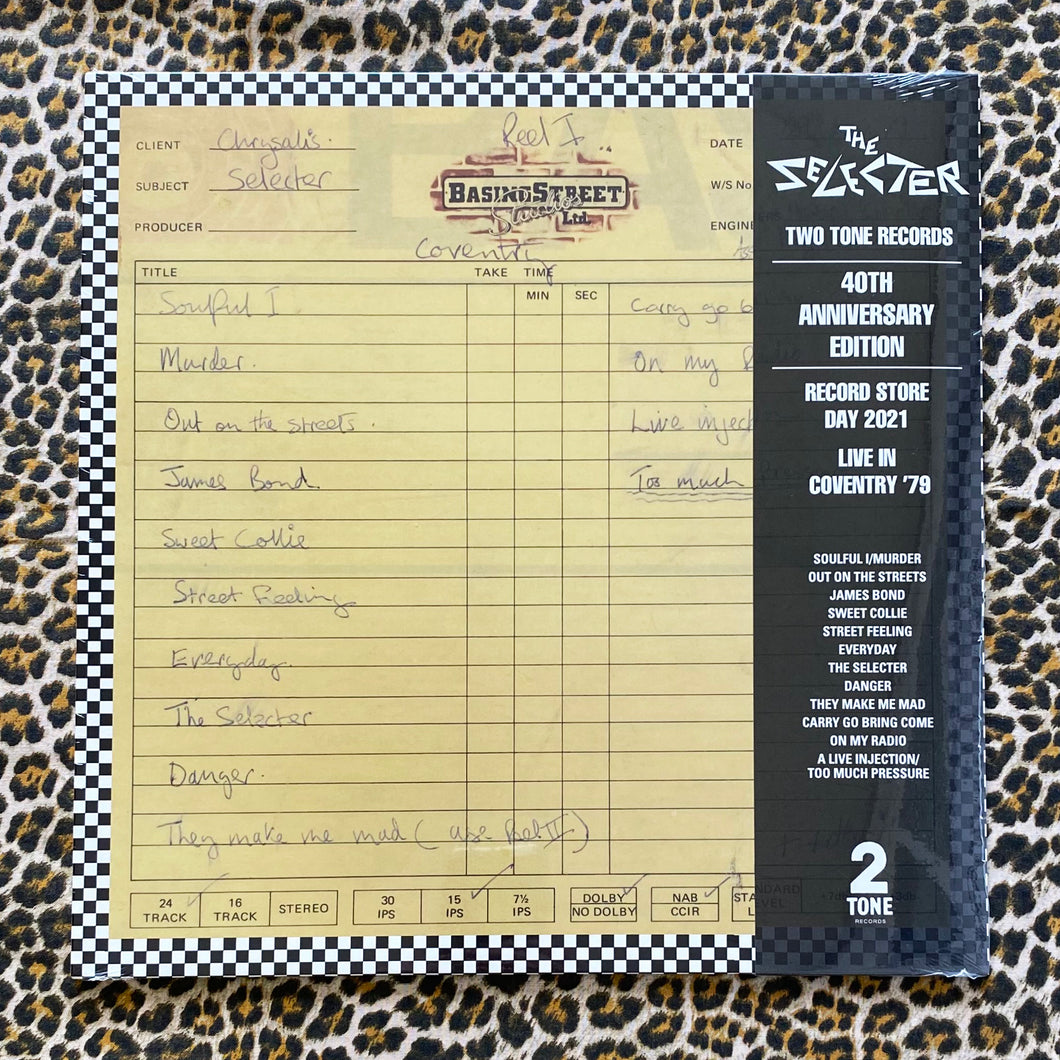 CLIENT Chrysalis.
Reel I
DATE
SUBJECT Selecter
BASING STREET
Studios
Ltd.
W/S No
PRODUCER
ENGINE
Coventry
TITLE TAKE TIME
MIN SEC
Soulful I
Carry go b
Murder.
On my Radio
Out on the streets.
Live inject
James Bond
Too much Pres
Sweet Collie
Street Feeling
Everyday.
The Selecter
Danger.
They make me mad (use Reel II)
24 TRACK
16 TRACK
STEREO
30 IPS
15 IPS
7½ IPS
DOLBY
NO DOLBY
NAB
CCIR
STANDARD
LEVEL
THE
SELECTER
TWO TONE RECORDS
40TH
ANNIVERSARY
EDITION
RECORD STORE
DAY 2021
LIVE IN
COVENTRY '79
SOULFUL I/MURDER
OUT ON THE STREETS
JAMES BOND
SWEET COLLIE
STREET FEELING
EVERYDAY
THE SELECTER
DANGER
THEY MAKE ME MAD
CARRY GO BRING COME
ON MY RADIO
A LIVE INJECTION/
TOO MUCH PRESSURE
2
TONE
RECORDS